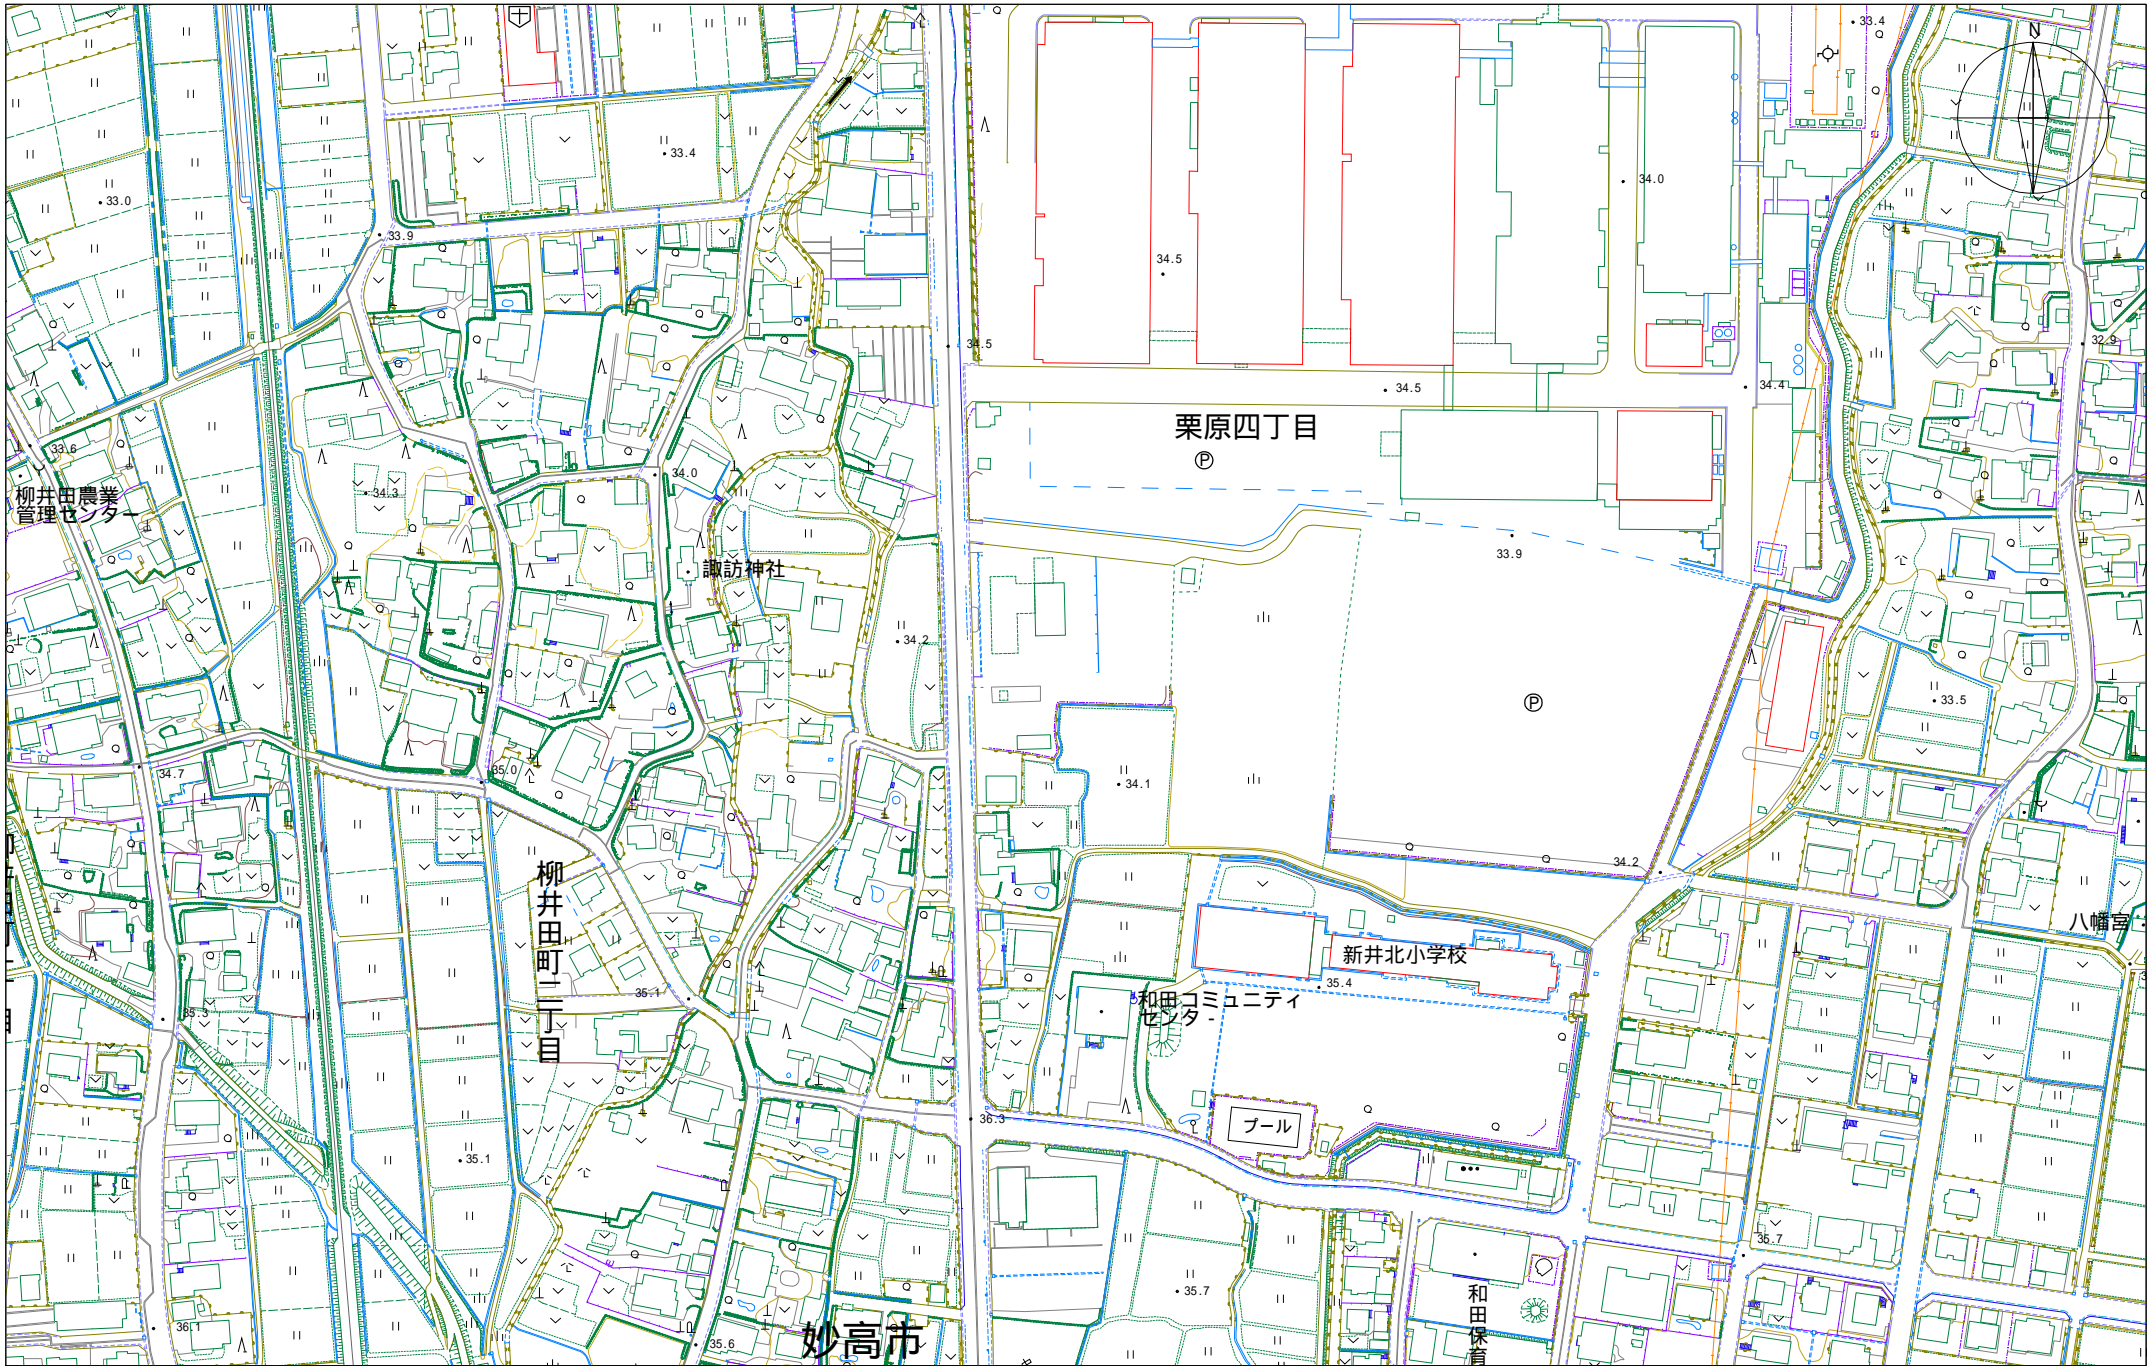 33.4
N
33.4
33.0
34.0
33.9
34.5
34.5
32.9
34.5
34.4
栗原四丁目
P
33.6
34.0
34.3
柳井田農業
管理センター
33.9
諏訪神社
34.2
33.5
P
34.7
35.0
34.1
34.2
柳井田町二丁目
八幡宮
新井北小学校
35.4
35.1
和田コミュニティ
センター
35.3
36.3
プール
35.1
35.7
35.7
和田保育
36.1
35.6
妙高市